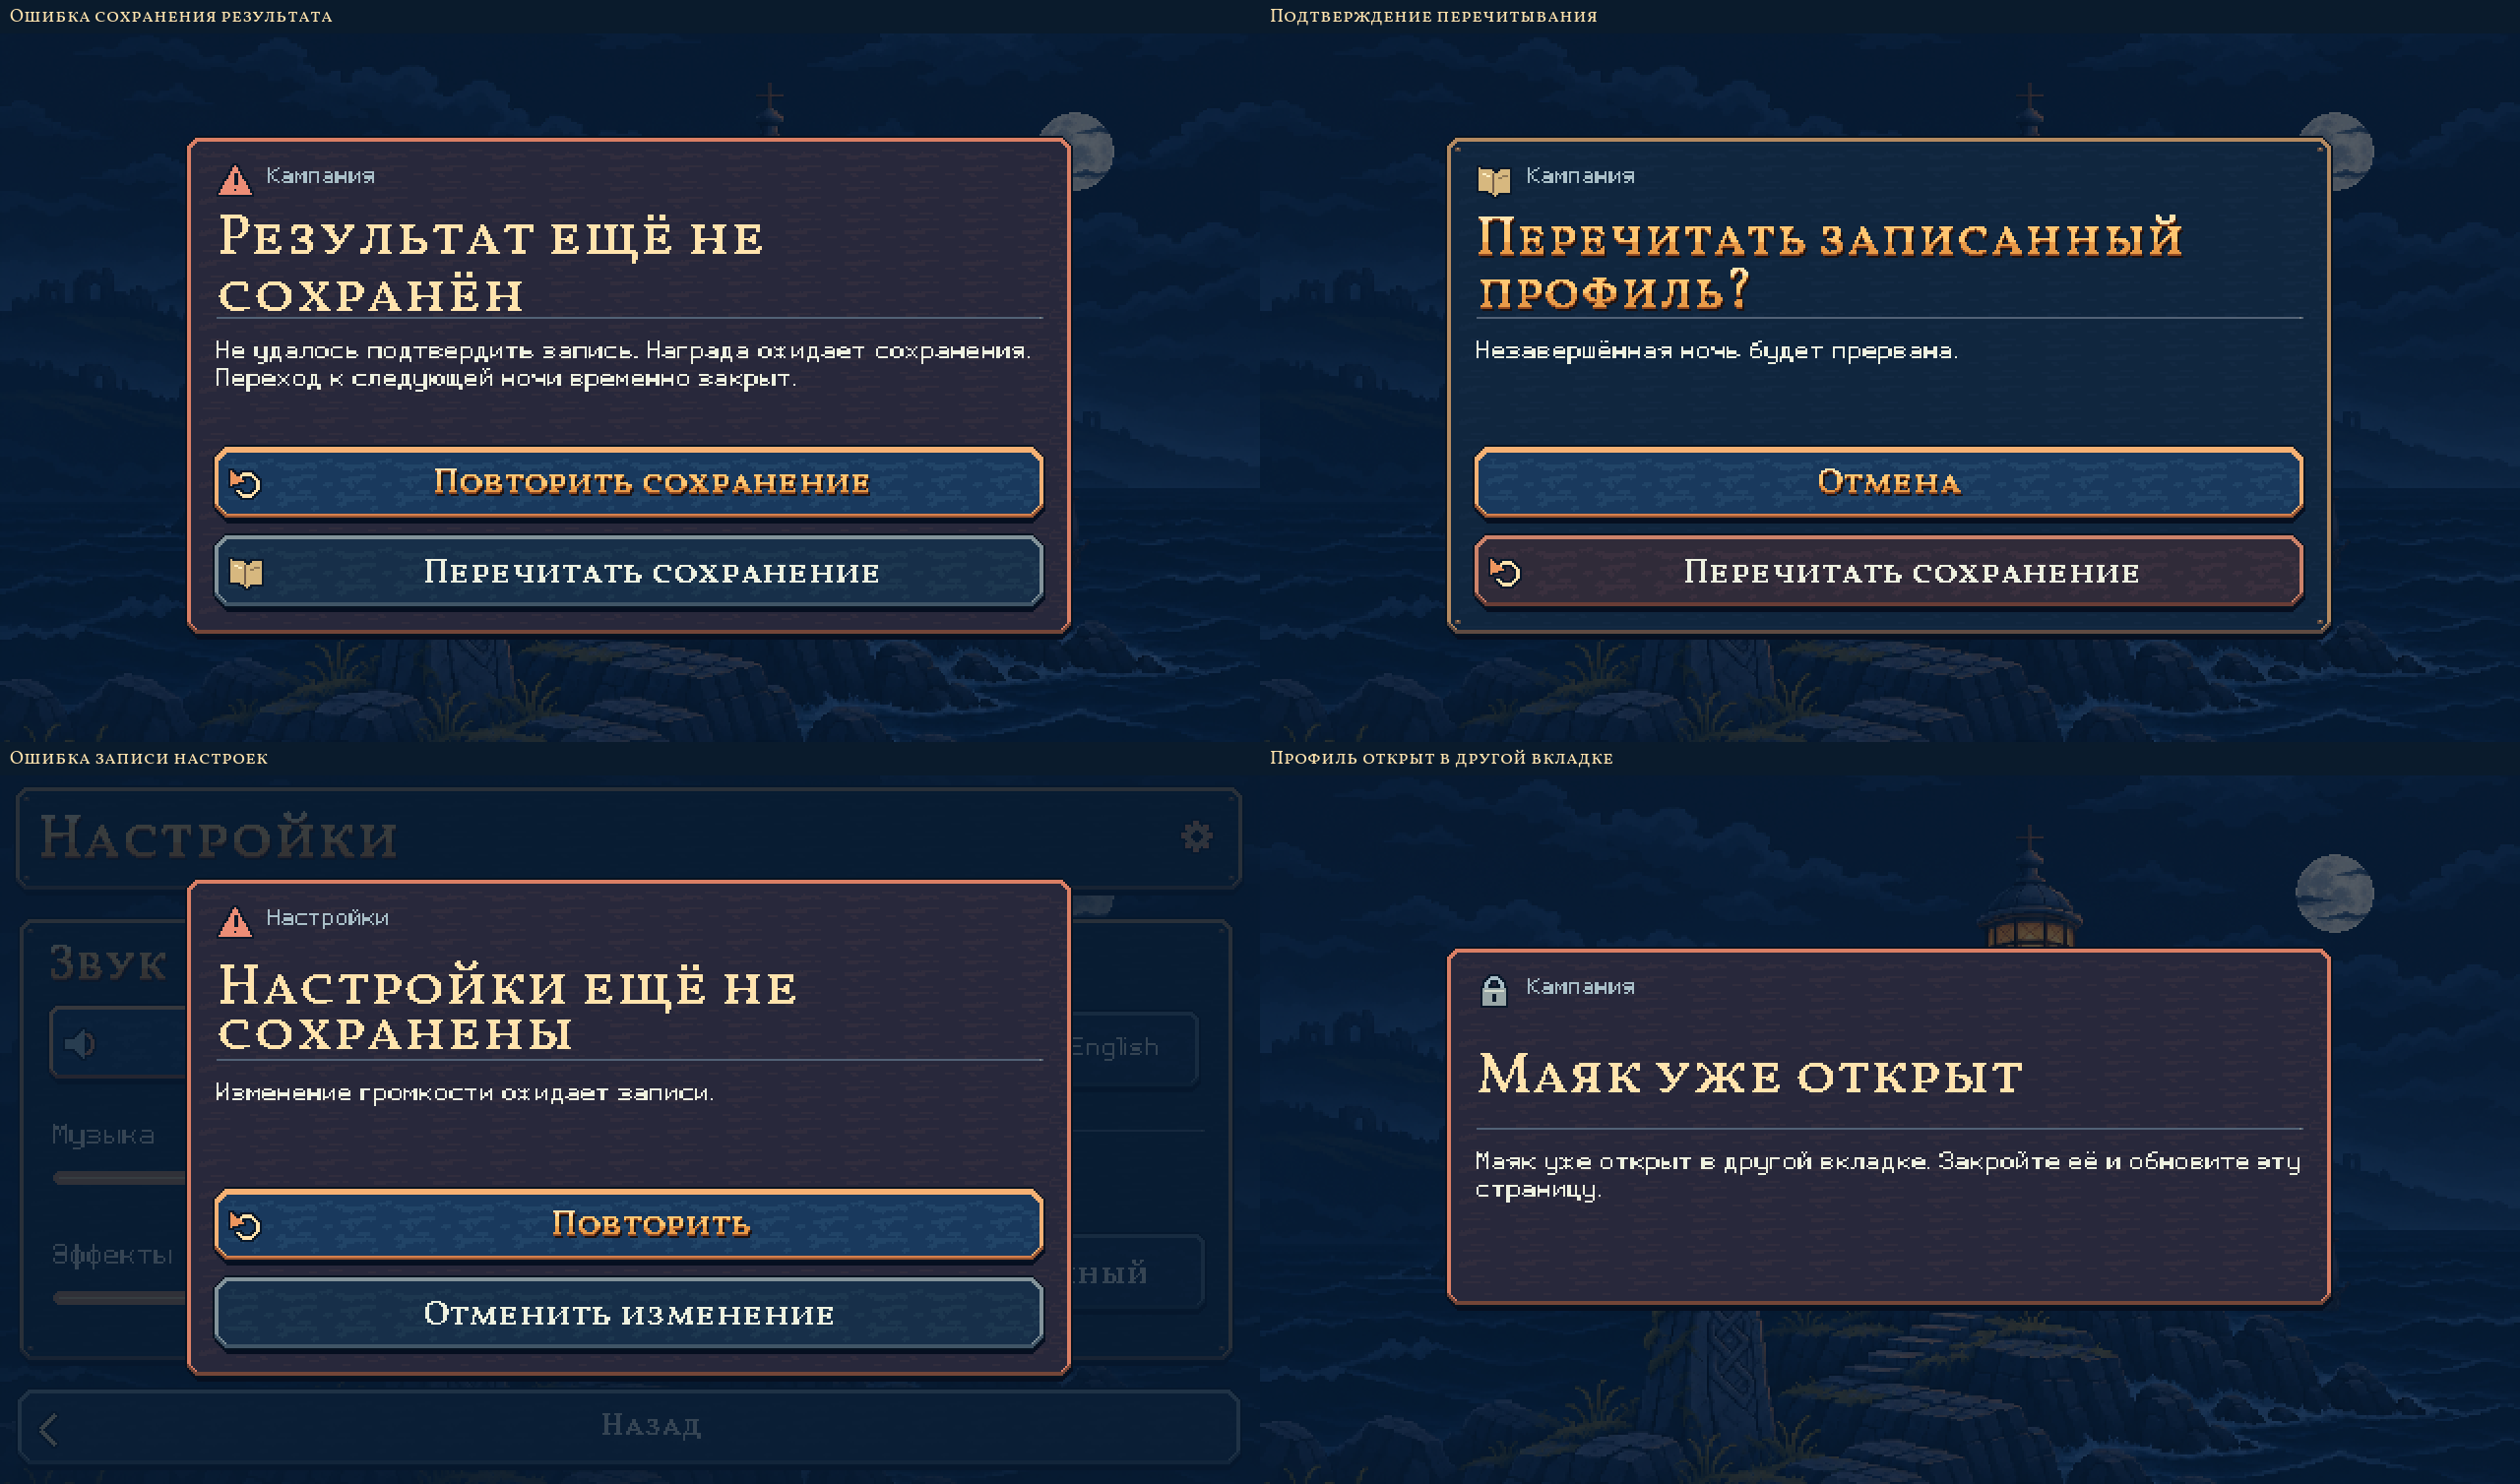 Ошибка сохранения результата
Кампания
Результат ещё не
сохранён
Не удалось подтвердить запись. Награда ожидает сохранения.
Переход к следующей ночи временно закрыт.
Повторить сохранение
Перечитать сохранение
Подтверждение перечитывания
Кампания
Перечитать записанный
профиль?
Незавершённая ночь будет прервана.
Отмена
Перечитать сохранение
Ошибка записи настроек
Настройки
Звук
Настройки
Настройки ещё не
сохранены
English
Музыка
Изменение громкости ожидает записи.
Эффекты
Повторить
ный
Отменить изменение
Назад
Профиль открыт в другой вкладке
Кампания
Маяк уже открыт
Маяк уже открыт в другой вкладке. Закройте её и обновите эту
страницу.